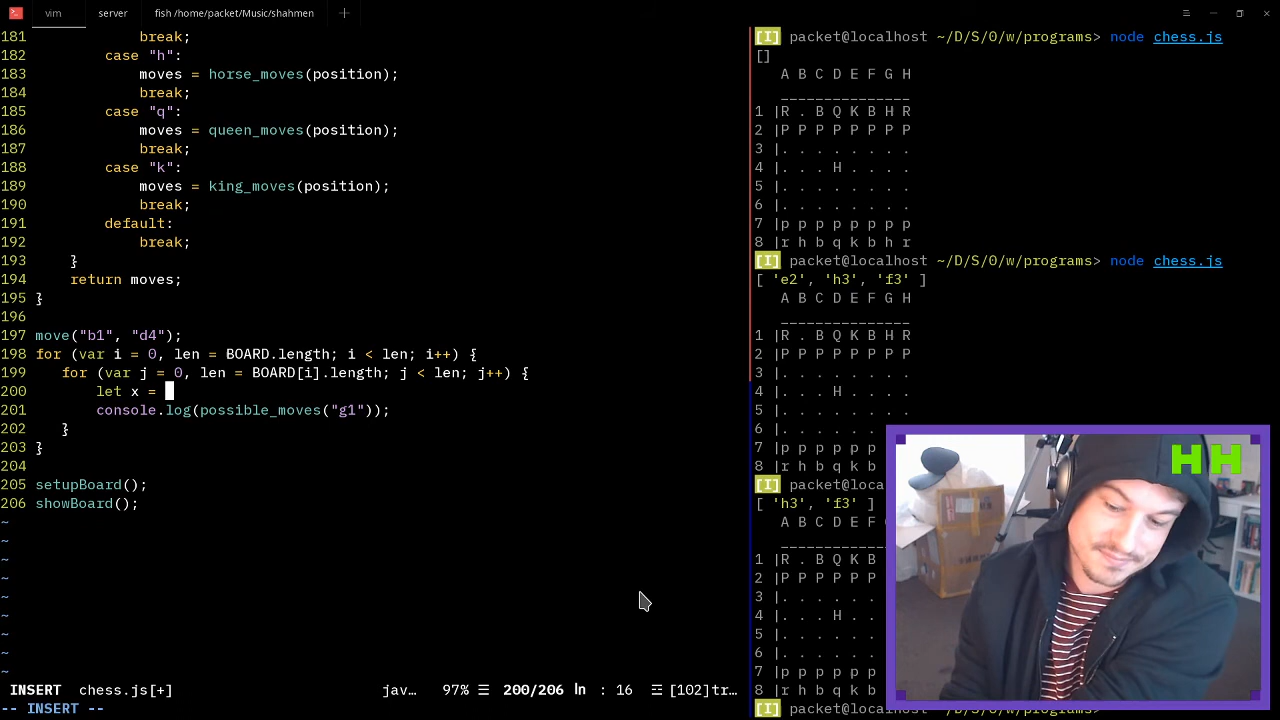 vim server fish /home/packet/Music/shahmen +
181 break;
182 case "h":
183 moves = horse_moves(position);
184 break;
185 case "q":
186 moves = queen_moves(position);
187 break;
188 case "k":
189 moves = king_moves(position);
190 break;
191 default:
192 break;
193 }
194 return moves;
195 }
196
197 move("b1", "d4");
198 for (var i = 0, len = BOARD.length; i < len; i++) {
199 for (var j = 0, len = BOARD[i].length; j < len; j++) {
200 let x =
201 console.log(possible_moves("g1"));
202 }
203 }
204
205 setupBoard();
206 showBoard();
~
~
~
~
~
~
~
~
~
INSERT chess.js[+] jav… 97% ☰ 200/206 ln : 16 ☲ [102]tr…
-- INSERT --
[I] packet@localhost ~/D/S/0/w/programs> node chess.js
[]
A B C D E F G H
_______________
1 |R . B Q K B H R
2 |P P P P P P P P
3 |. . . . . . . .
4 |. . . H . . . .
5 |. . . . . . . .
6 |. . . . . . . .
7 |p p p p p p p p
8 |r h b q k b h r
[I] packet@localhost ~/D/S/0/w/programs> node chess.js
[ 'e2', 'h3', 'f3' ]
A B C D E F G H
_______________
1 |R . B Q K B H R
2 |P P P P P P P P
3 |. . . . . . . .
4 |. . . H . . . .
5 |. . . . . . . .
6 |. . . . . .
7 |p p p p p p
8 |r h b q k b
[I] packet@loca
[ 'h3', 'f3' ]
A B C D E F
1 |R . B Q K B
2 |P P P P P P
3 |. . . . . .
4 |. . . H . .
5 |. . . . . .
6 |. . . . . .
7 |p p p p p p
8 |r h b q k b
[I] packet@localhost ~/D/S/0/w/programs>
HH